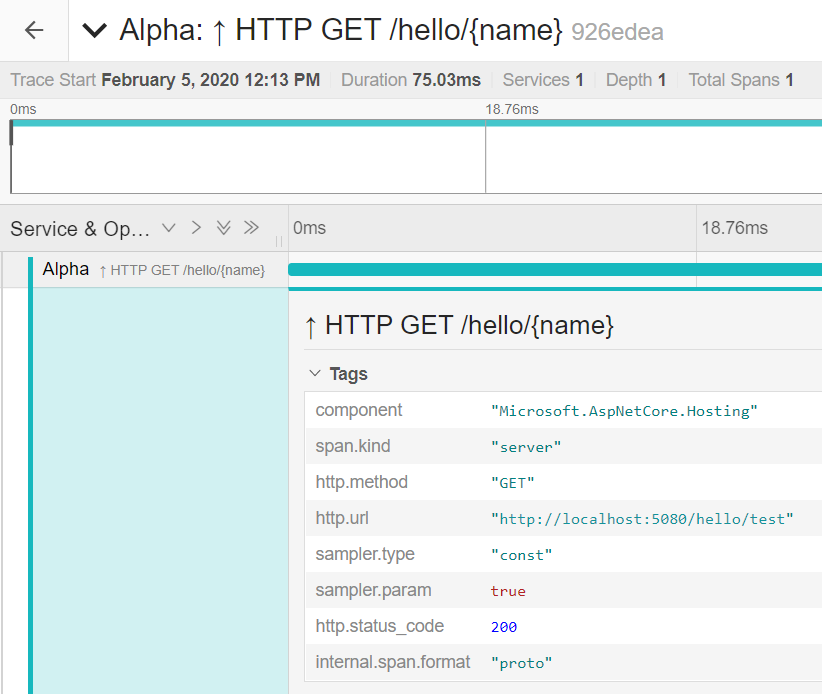 Alpha: ↑ HTTP GET /hello/{name} 926edea
Trace Start February 5, 2020 12:13 PM Duration 75.03ms Services 1 Depth 1 Total Spans 1
0ms 18.76ms
Service & Op... 0ms 18.76ms
Alpha ↑ HTTP GET /hello/{name}
↑ HTTP GET /hello/{name}
Tags
component "Microsoft.AspNetCore.Hosting"
span.kind "server"
http.method "GET"
http.url "http://localhost:5080/hello/test"
sampler.type "const"
sampler.param true
http.status_code 200
internal.span.format "proto"